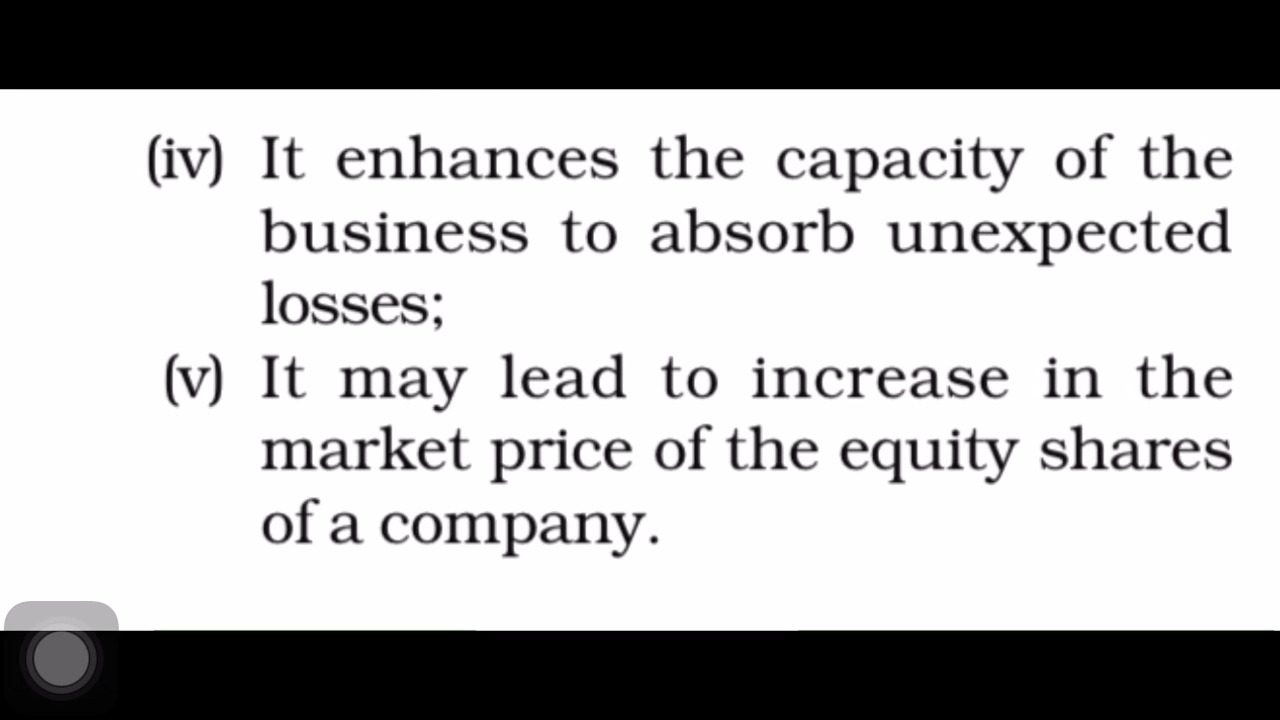 (iv) It enhances the capacity of the
business to absorb unexpected
losses;
(v) It may lead to increase in the
market price of the equity shares
of a company.